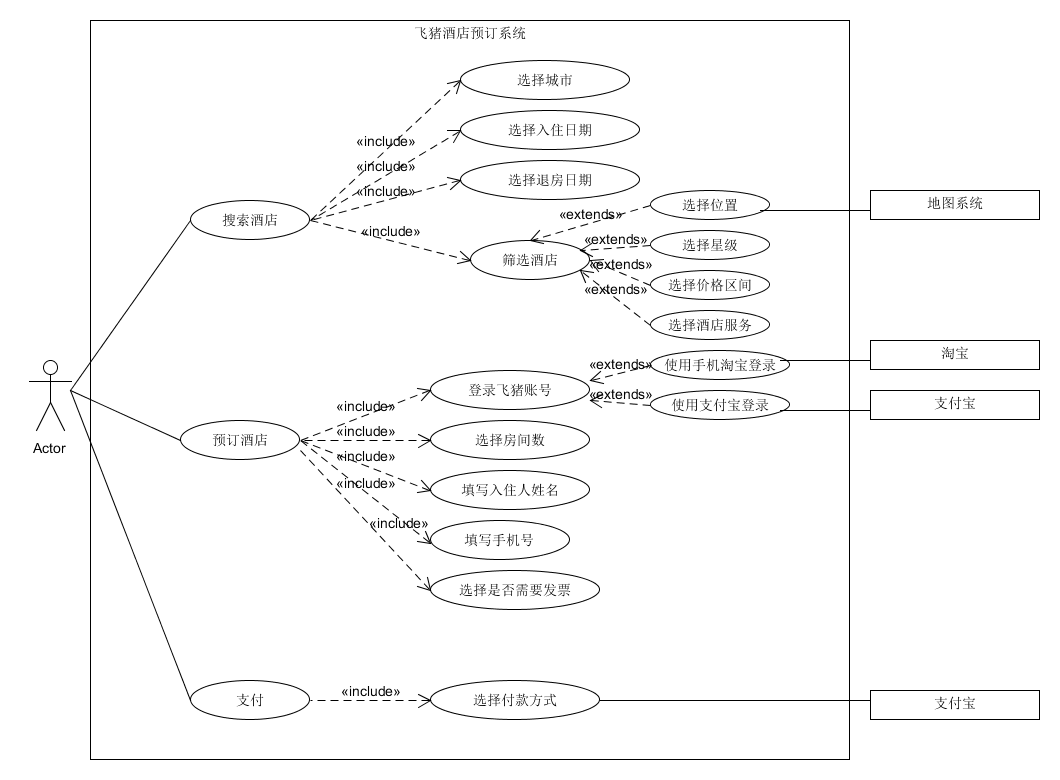 飞猪酒店预订系统
选择城市
«include»
选择入住日期
«include»
选择退房日期
«include»
搜索酒店
«include»
选择位置
地图系统
«extends»
选择星级
«extends»
筛选酒店
«extends»
选择价格区间
«extends»
选择酒店服务
淘宝
«extends»
使用手机淘宝登录
登录飞猪账号
«extends»
使用支付宝登录
支付宝
«include»
Actor
预订酒店
«include»
选择房间数
«include»
填写入住人姓名
«include»
«include»
填写手机号
选择是否需要发票
支付
«include»
选择付款方式
支付宝